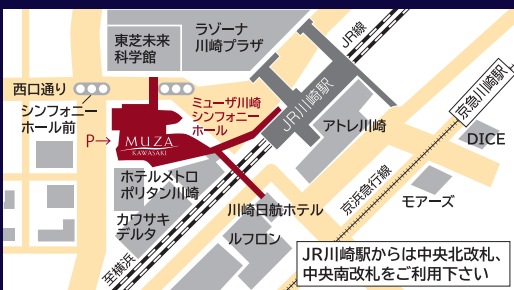 ラゾーナ
川崎プラザ
東芝未来
科学館
JR線
西口通り
シンフォニー
ホール前
ミューザ川崎
シンフォニー
ホール
JR川崎駅
京急川崎駅
アトレ川崎
P→
MUZA
KAWASAKI
DICE
ホテルメトロ
ポリタン川崎
京浜急行線
モアーズ
カワサキ
デルタ
川崎日航ホテル
ルフロン
至横浜
JR川崎駅からは中央北改札、
中央南改札をご利用下さい